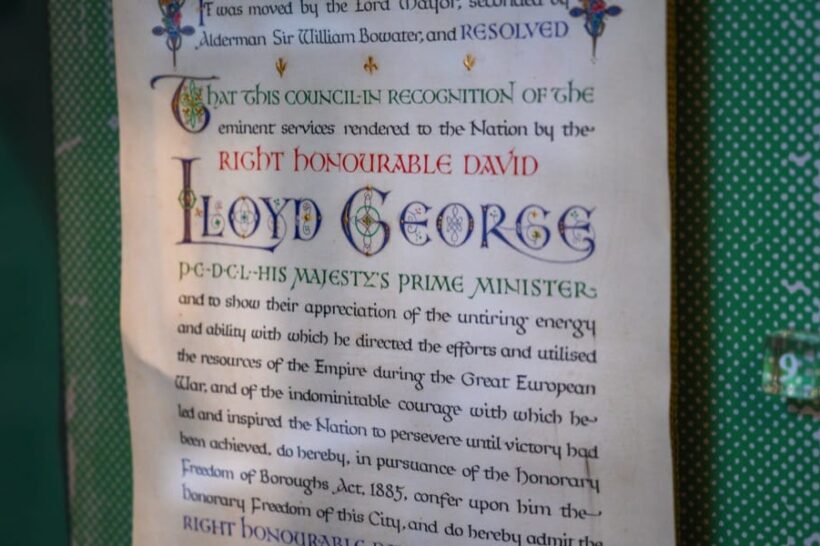 IT was moved by the Lord Mayor, seconded by
Alderman Sir William Bowater, and RESOLVED
That this COUNCIL·IN RECOGNITION OF the
eminent services rendered to the Nation by the
RIGHT HONOURABLE DAVID
LLOYD GEORGE
P·C·-D·C·L·-HIS MAJESTY'S PRIME MINISTER
and to show their appreciation of the untiring energy
and ability with which he directed the efforts and utilised
the resources of the Empire during the Great European
War, and of the indominitable courage with which he
led and inspired the Nation to persevere until victory had
been achieved, do hereby, in pursuance of the Honorary
Freedom of Boroughs Act, 1885, confer upon him the
honorary Freedom of this City, and do hereby admit the
RIGHT HONOURABLE
9